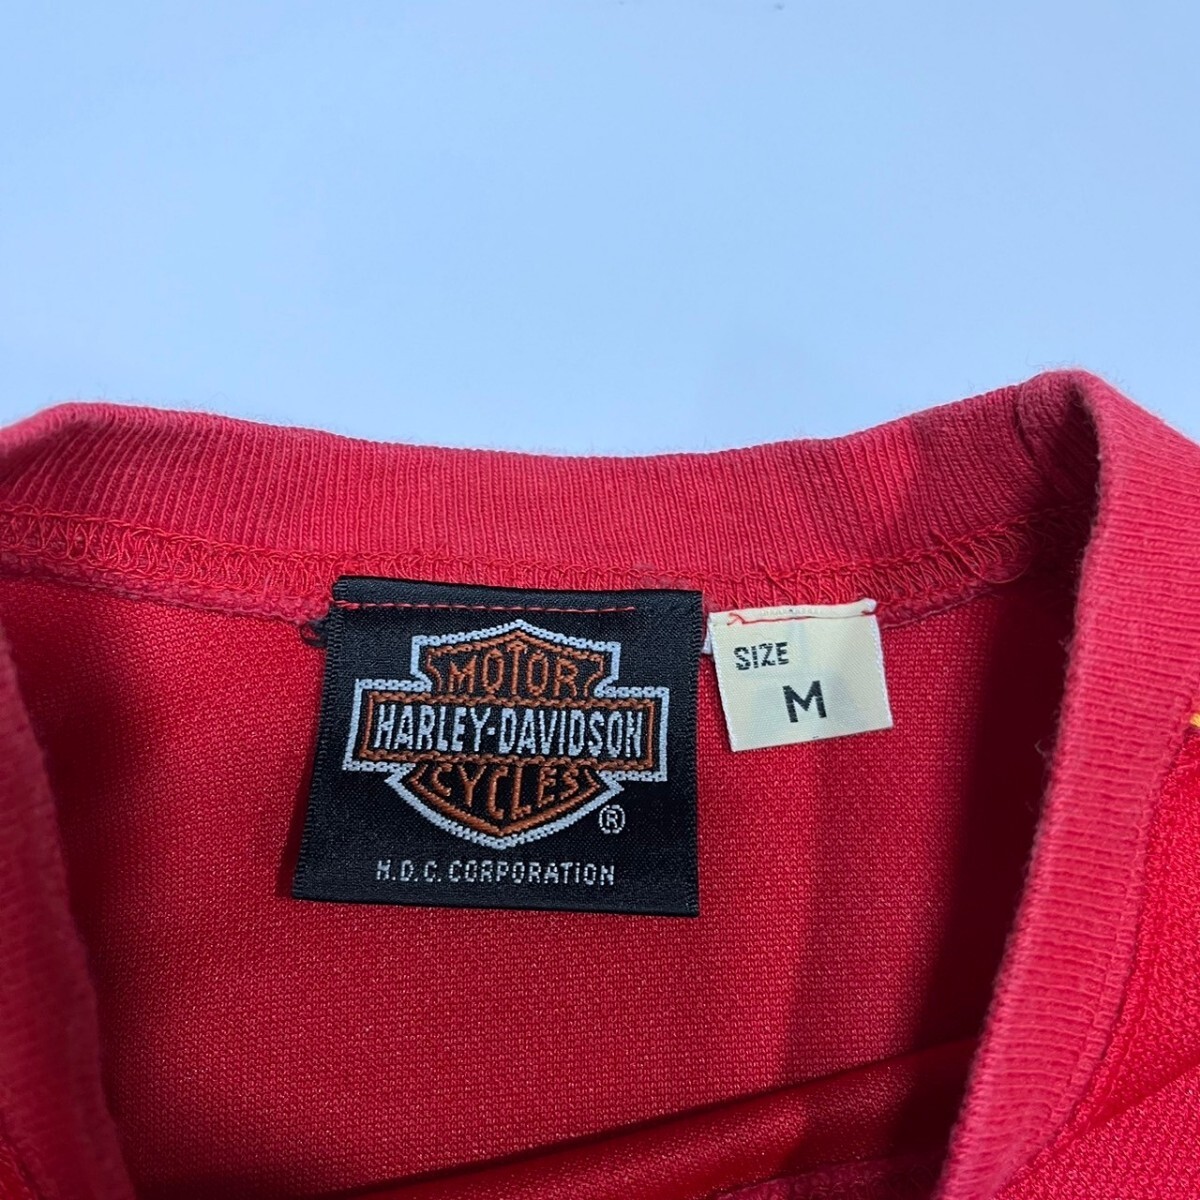 MOTOR
HARLEY-DAVIDSON
CYCLES
®
H.D.C. CORPORATION
SIZE
M